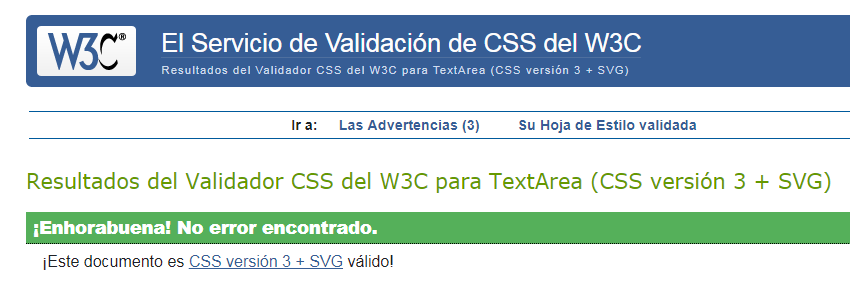 W3C®
El Servicio de Validación de CSS del W3C
Resultados del Validador CSS del W3C para TextArea (CSS versión 3 + SVG)
Ir a: Las Advertencias (3) Su Hoja de Estilo validada
Resultados del Validador CSS del W3C para TextArea (CSS versión 3 + SVG)
¡Enhorabuena! No error encontrado.
¡Este documento es CSS versión 3 + SVG válido!